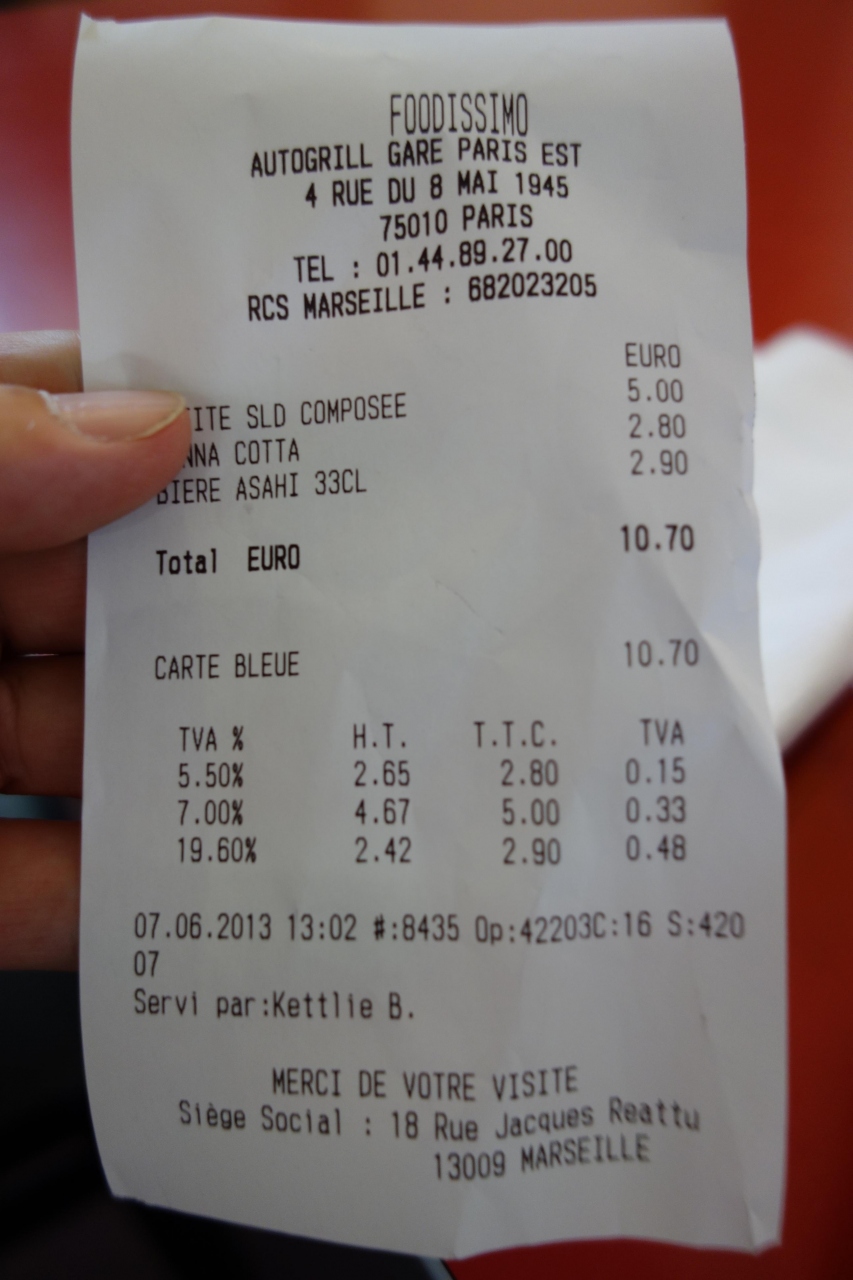 FOODISSIMO
AUTOGRILL GARE PARIS EST
4 RUE DU 8 MAI 1945
75010 PARIS
TEL : 01.44.89.27.00
RCS MARSEILLE : 682023205
EURO
TITE SLD COMPOSEE 5.00
NNA COTTA 2.80
BIERE ASAHI 33CL 2.90
Total EURO 10.70
CARTE BLEUE 10.70
TVA % H.T. T.T.C. TVA
5.50% 2.65 2.80 0.15
7.00% 4.67 5.00 0.33
19.60% 2.42 2.90 0.48
07.06.2013 13:02 #:8435 Op:42203C:16 S:420
07
Servi par:Kettlie B.
MERCI DE VOTRE VISITE
Siège Social : 18 Rue Jacques Reattu
13009 MARSEILLE